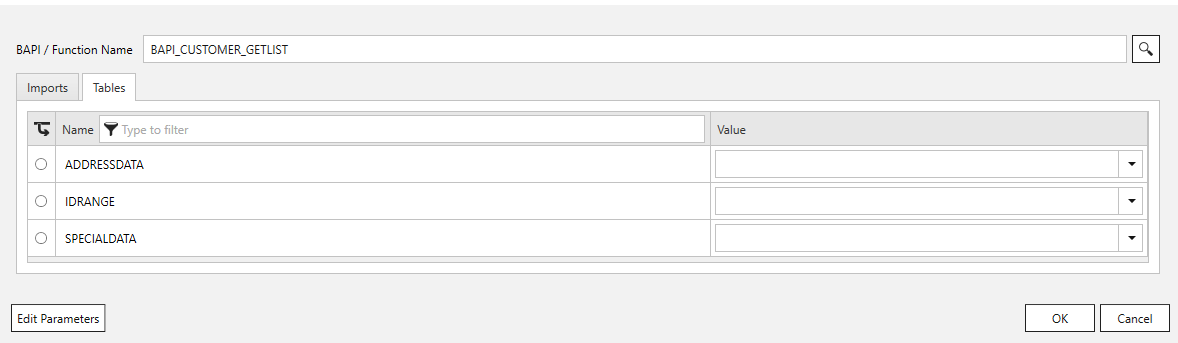 BAPI / Function Name BAPI_CUSTOMER_GETLIST
Imports Tables
Name Type to filter Value
ADDRESSDATA
IDRANGE
SPECIALDATA
Edit Parameters OK Cancel